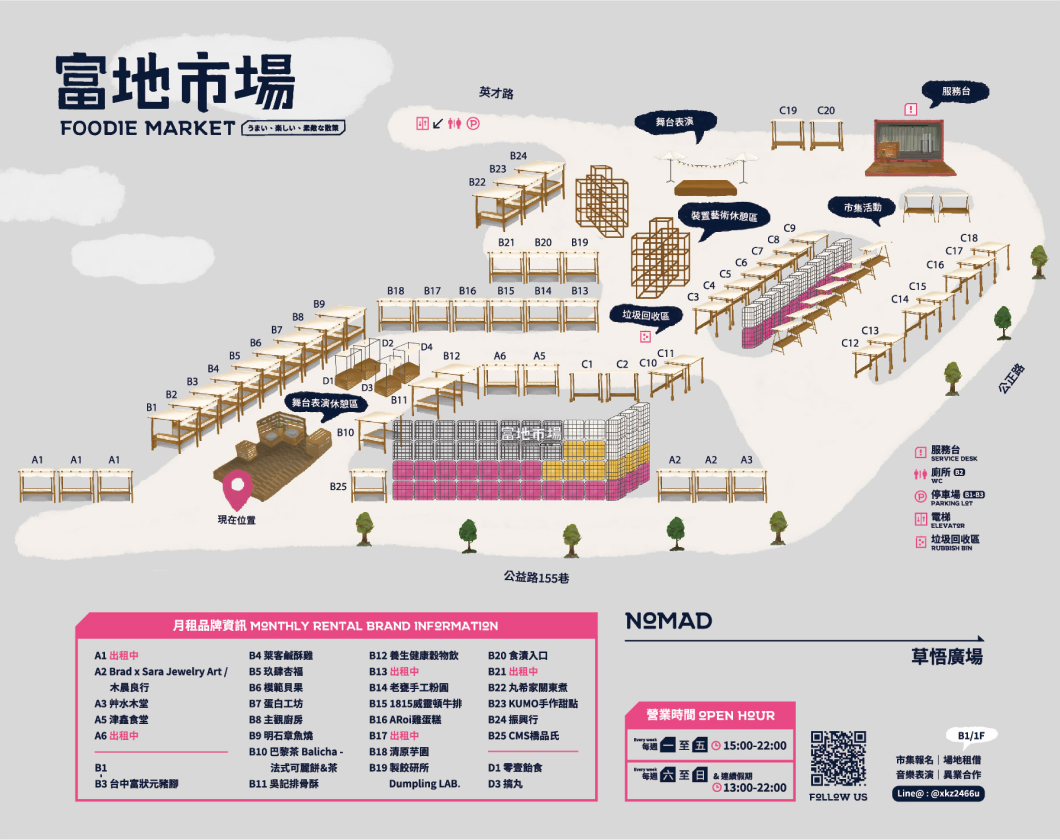 富地市場
FOODIE MARKET うまい、楽しい、素敵な散策
英才路
舞台表演
C19 C20
服務台
裝置藝術休憩區
市集活動
B24
B23
B22
B21 B20 B19
B18 B17 B16 B15 B14 B13
C9
C8
C7
C6
C5
C4
C3
C18
C17
C16
C15
C14
C13
C12
垃圾回收區
B9
B8
B7
B6
B5
B4
B3
B2
B1
D2
D4
D1
D3
B12 A6 A5 C1 C2 C10 C11
B11
B10
舞台表演休憩區
富地市場
A1 A1 A1
B25
A2 A2 A3
現在位置
公正路
公益路155巷
服務台
SERVICE DESK
廁所 B2
WC
停車場 B1-B3
PARKING LOT
電梯
ELEVATOR
垃圾回收區
RUBBISH BIN
月租品牌資訊 MONTHLY RENTAL BRAND INFORMATION
A1 出租中
A2 Brad x Sara Jewelry Art /
木晨良行
A3 艸水木堂
A5 津鑫食堂
A6 出租中
B1
B3 台中富狀元豬腳
B4 萊客鹹酥雞
B5 玖肆杏福
B6 模範貝果
B7 蛋白工坊
B8 主觀廚房
B9 明石章魚燒
B10 巴黎茶 Balicha -
法式可麗餅&茶
B11 吳記排骨酥
B12 養生健康穀物飲
B13 出租中
B14 老甕手工粉圓
B15 1815威靈頓牛排
B16 ARoi雞蛋糕
B17 出租中
B18 清原芋圓
B19 製餃研所
Dumpling LAB.
B20 食漬入口
B21 出租中
B22 丸希家關東煮
B23 KUMO手作甜點
B24 振興行
B25 CMS禮品氏
D1 零壹飴食
D3 搞丸
NOMAD
草悟廣場
營業時間 OPEN HOUR
Every week
每週 一 至 五 15:00-22:00
Every week
每週 六 至 日 & 連續假期
13:00-22:00
FOLLOW US
B1/1F
市集報名｜場地租借
音樂表演｜異業合作
Line@ : @xkz2466u